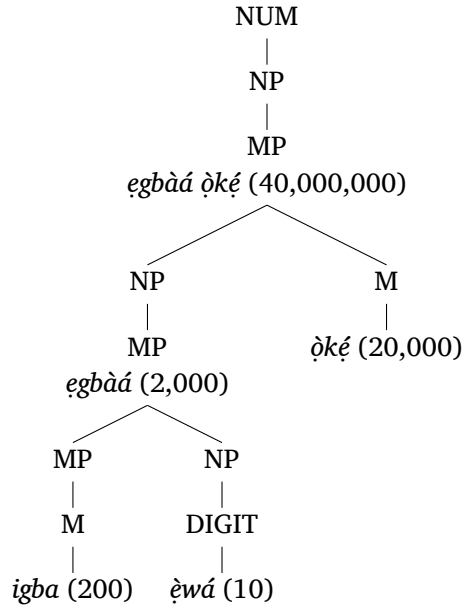 NUM
NP
MP
ẹgbàá ọ̀kẹ́ (40,000,000)
NP M
MP ọ̀kẹ́ (20,000)
ẹgbàá (2,000)
MP NP
M DIGIT
igba (200) ẹ̀wá (10)